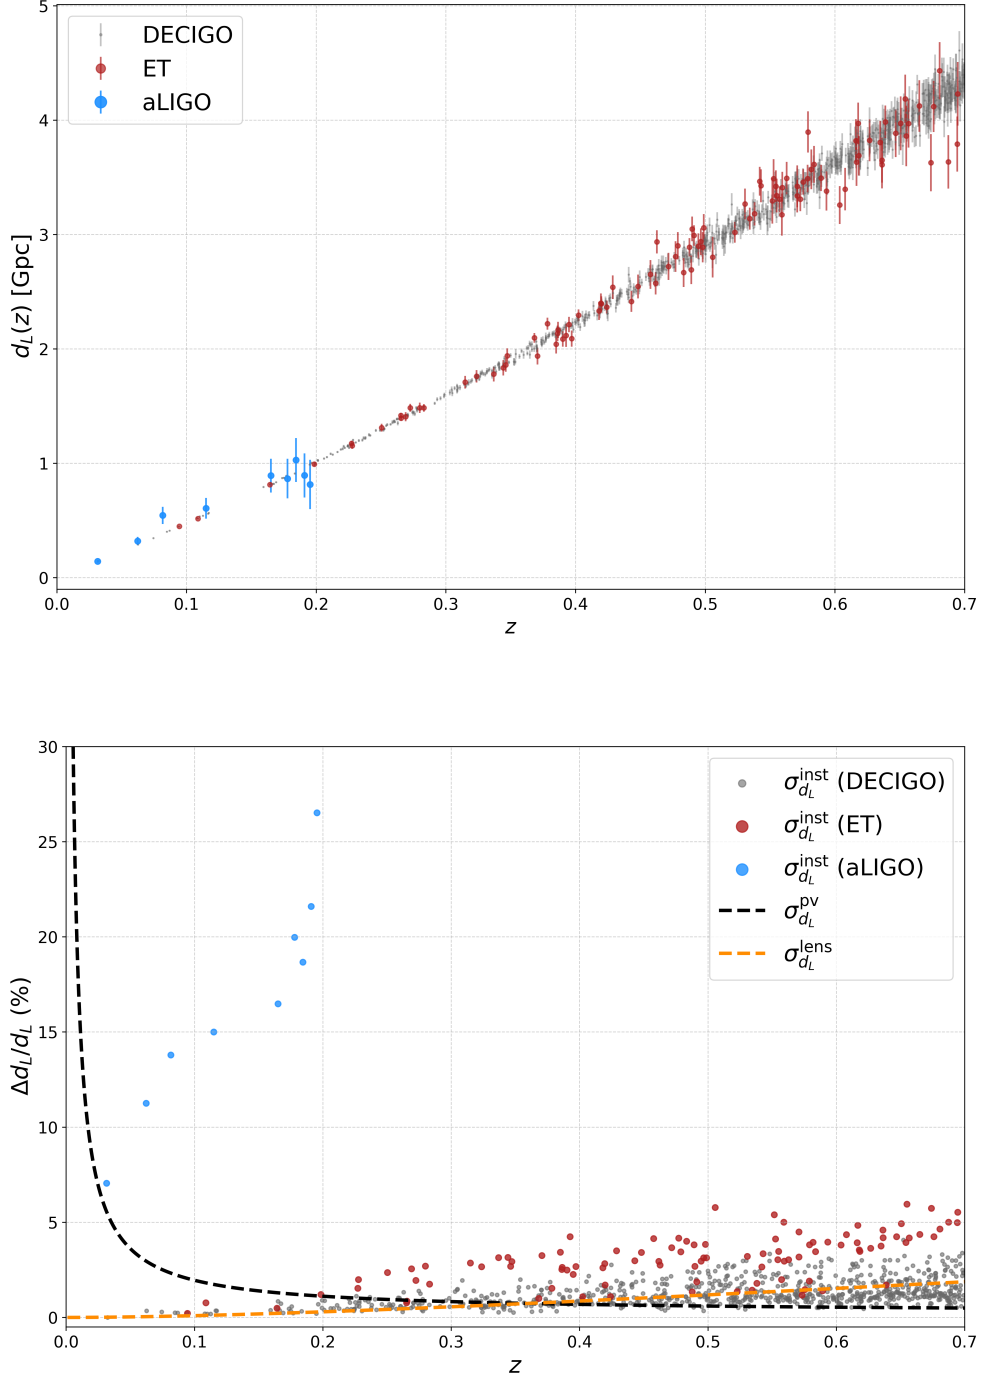 5
4
3
2
1
0
d_L(z) [Gpc]
DECIGO
ET
aLIGO
0.0 0.1 0.2 0.3 0.4 0.5 0.6 0.7
z
30
25
20
15
10
5
0
Δd_L/d_L (%)
σ_{d_L}^{inst} (DECIGO)
σ_{d_L}^{inst} (ET)
σ_{d_L}^{inst} (aLIGO)
σ_{d_L}^{pv}
σ_{d_L}^{lens}
0.0 0.1 0.2 0.3 0.4 0.5 0.6 0.7
z